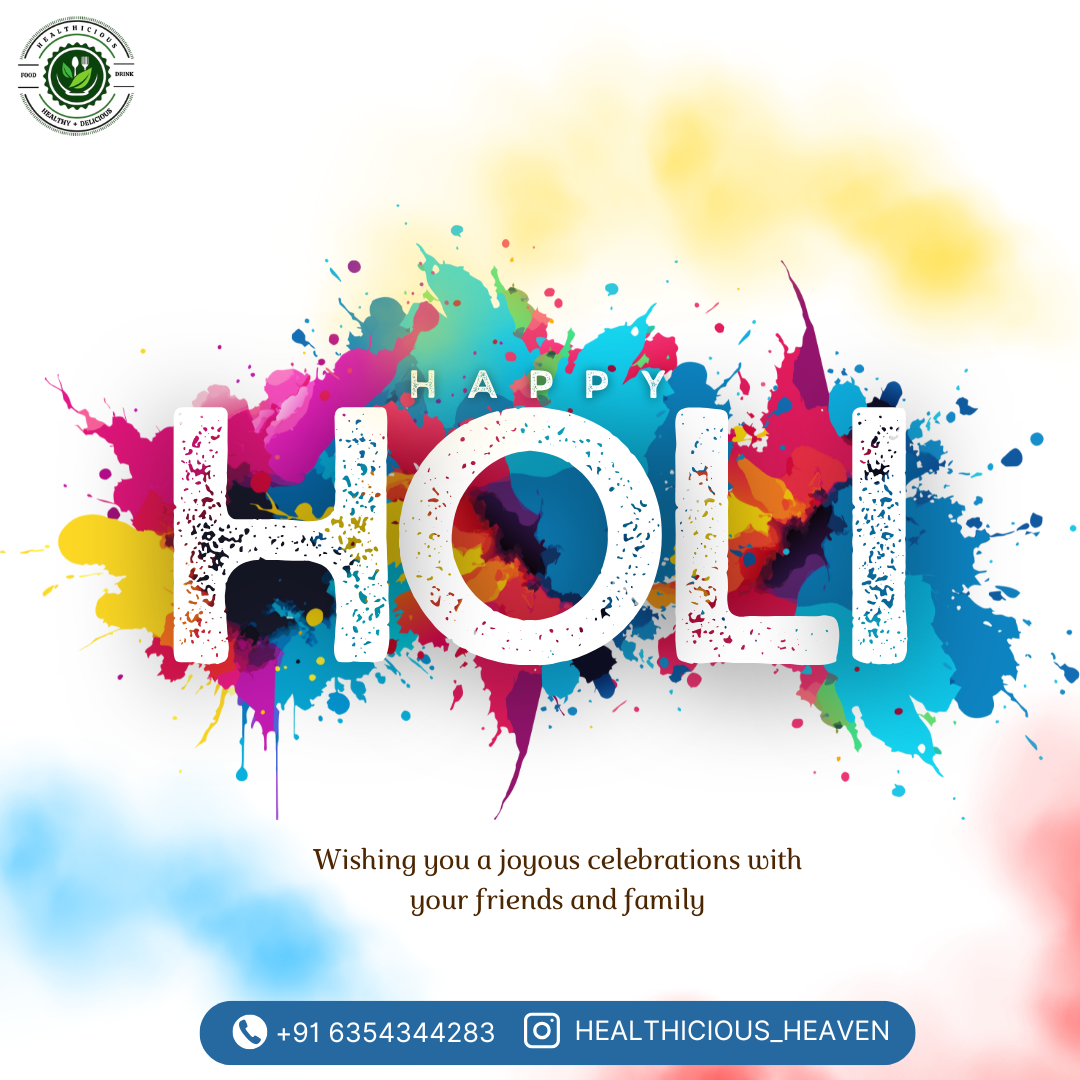 HEALTHICIOUS
FOOD
DRINK
HEALTHY + DELICIOUS
HAPPY
HOLI
Wishing you a joyous celebrations with
your friends and family
+91 6354344283
HEALTHICIOUS_HEAVEN